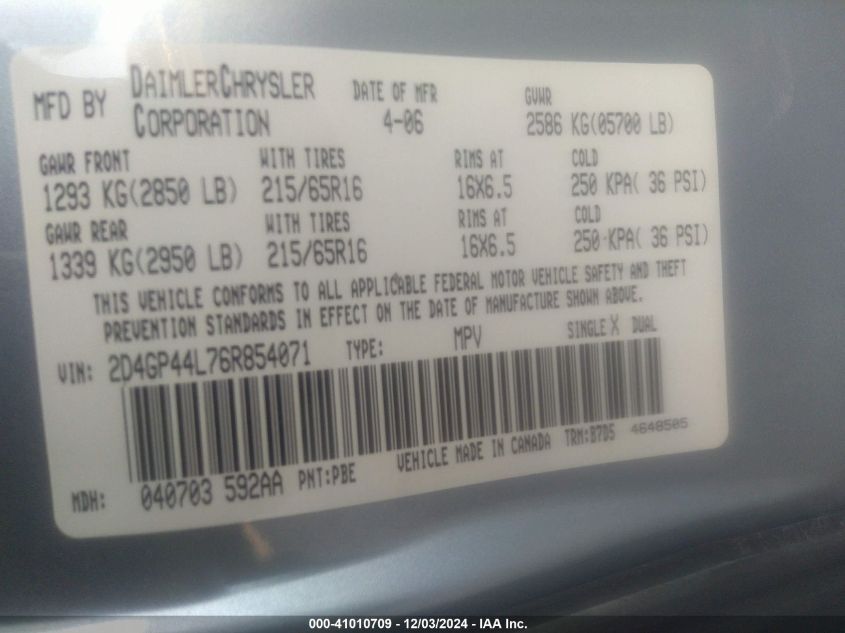 MFD BY DAIMLERCHRYSLER CORPORATION DATE OF MFR 4-06 GVWR 2586 KG(05700 LB)
GAWR FRONT WITH TIRES RIMS AT COLD
1293 KG(2850 LB) 215/65R16 16X6.5 250 KPA( 36 PSI)
GAWR REAR WITH TIRES RIMS AT COLD
1339 KG(2950 LB) 215/65R16 16X6.5 250 KPA( 36 PSI)
THIS VEHICLE CONFORMS TO ALL APPLICABLE FEDERAL MOTOR VEHICLE SAFETY AND THEFT
PREVENTION STANDARDS IN EFFECT ON THE DATE OF MANUFACTURE SHOWN ABOVE.
VIN: 2D4GP44L76R854071 TYPE: MPV SINGLE X DUAL
MDH: 040703 592AA PNT:PBE VEHICLE MADE IN CANADA TRM:B7D5 4648505
000-41010709 - 12/03/2024 - IAA Inc.